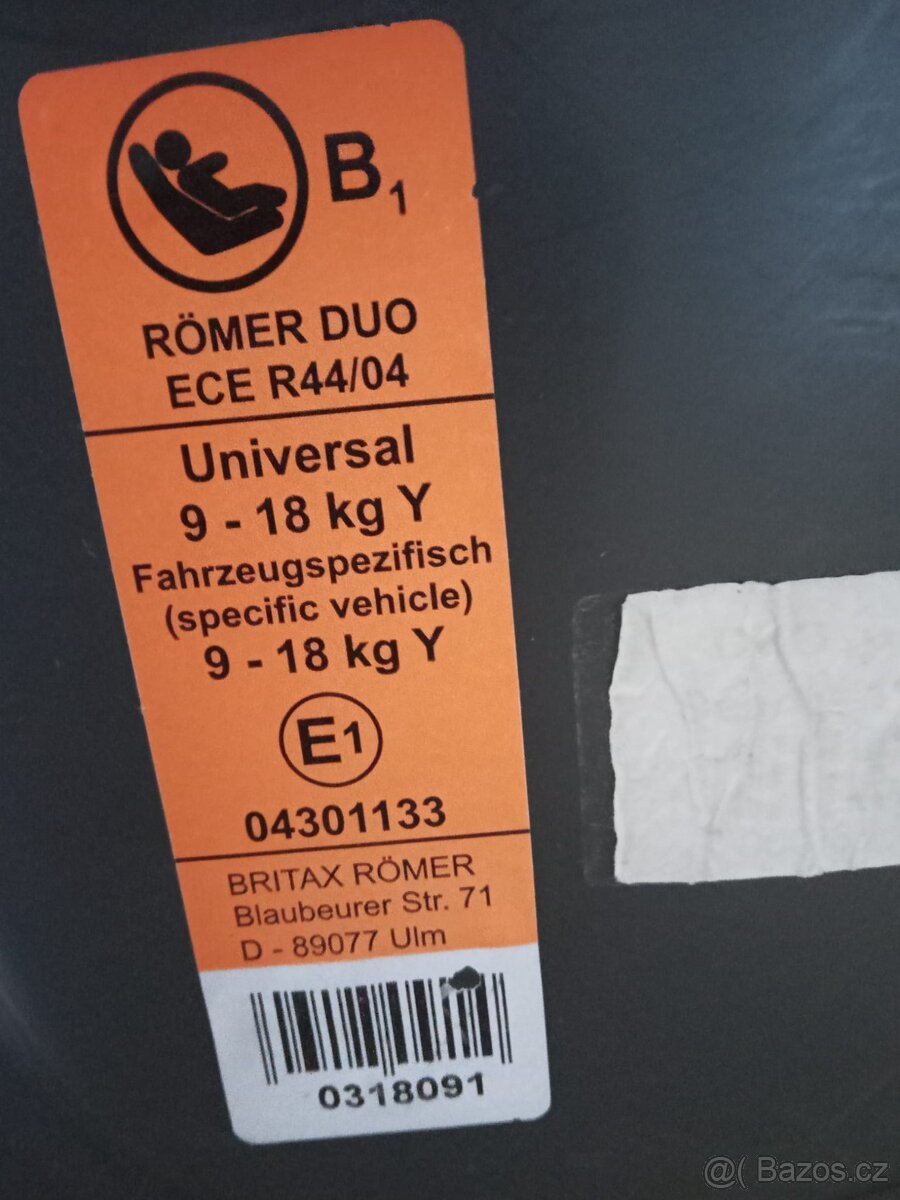 B1
RÖMER DUO
ECE R44/04
Universal
9 - 18 kg Y
Fahrzeugspezifisch
(specific vehicle)
9 - 18 kg Y
E1
04301133
BRITAX RÖMER
Blaubeurer Str. 71
D - 89077 Ulm
0318091
@( Bazos.cz